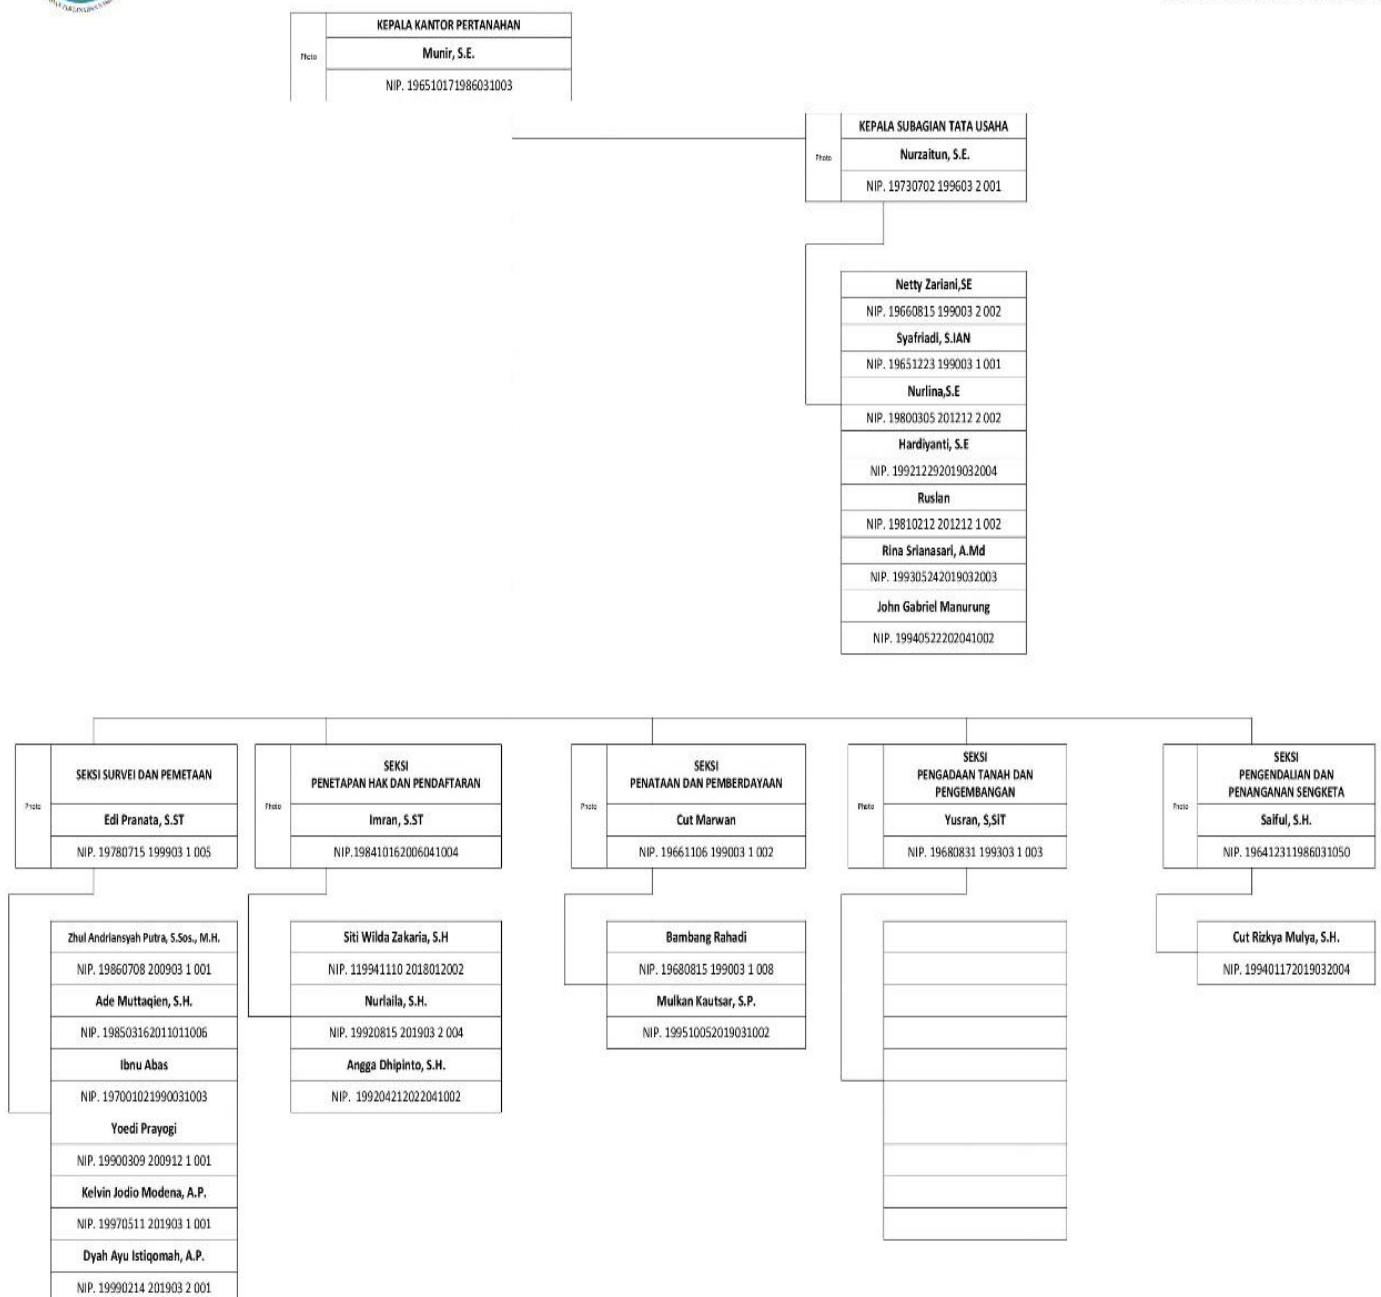 KEPALA KANTOR PERTANAHAN
Photo
Munir, S.E.
NIP. 196510171986031003
KEPALA SUBAGIAN TATA USAHA
Photo
Nurzaitun, S.E.
NIP. 19730702 199603 2 001
Netty Zariani,SE
NIP. 19660815 199003 2 002
Syafriadi, S.IAN
NIP. 19651223 199003 1 001
Nurlina,S.E
NIP. 19800305 201212 2 002
Hardiyanti, S.E
NIP. 199212292019032004
Ruslan
NIP. 19810212 201212 1 002
Rina Srianasari, A.Md
NIP. 199305242019032003
John Gabriel Manurung
NIP. 19940522202041002
SEKSI SURVEI DAN PEMETAAN
Photo
Edi Pranata, S.ST
NIP. 19780715 199903 1 005
Zhul Andriansyah Putra, S.Sos., M.H.
NIP. 19860708 200903 1 001
Ade Muttaqien, S.H.
NIP. 198503162011011006
Ibnu Abas
NIP. 197001021990031003
Yoedi Prayogi
NIP. 19900309 200912 1 001
Kelvin Jodio Modena, A.P.
NIP. 19970511 201903 1 001
Dyah Ayu Istiqomah, A.P.
NIP. 19990214 201903 2 001
SEKSI
PENETAPAN HAK DAN PENDAFTARAN
Photo
Imran, S.ST
NIP.198410162006041004
Siti Wilda Zakaria, S.H
NIP. 119941110 2018012002
Nurlaila, S.H.
NIP. 19920815 201903 2 004
Angga Dhipinto, S.H.
NIP. 199204212022041002
SEKSI
PENATAAN DAN PEMBERDAYAAN
Photo
Cut Marwan
NIP. 19661106 199003 1 002
Bambang Rahadi
NIP. 19680815 199003 1 008
Mulkan Kautsar, S.P.
NIP. 199510052019031002
SEKSI
PENGADAAN TANAH DAN
PENGEMBANGAN
Photo
Yusran, S,SiT
NIP. 19680831 199303 1 003
SEKSI
PENGENDALIAN DAN
PENANGANAN SENGKETA
Photo
Saiful, S.H.
NIP. 196412311986031050
Cut Rizkya Mulya, S.H.
NIP. 199401172019032004